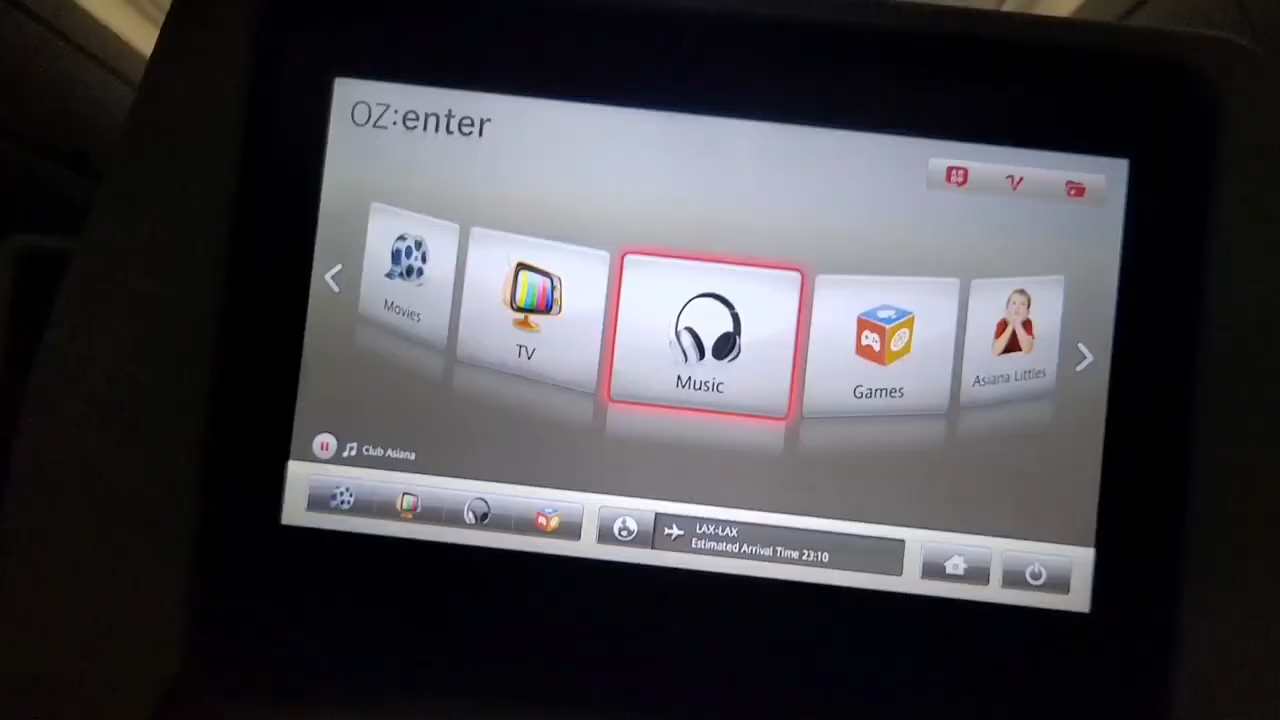 OZ:enter
Movies
TV
Music
Games
Asiana Littles
Club Asiana
LAX-LAX
Estimated Arrival Time 23:10